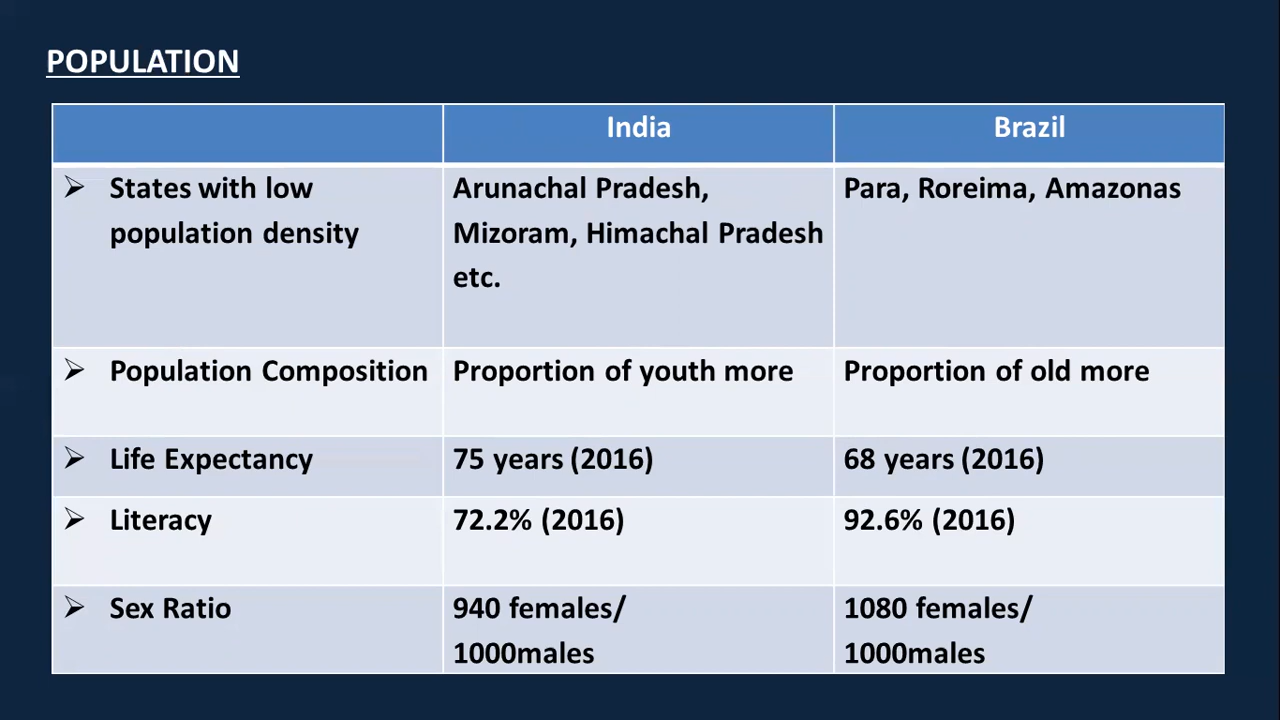 POPULATION
India
Brazil
➢ States with low
population density
Arunachal Pradesh,
Mizoram, Himachal Pradesh
etc.
Para, Roreima, Amazonas
➢ Population Composition
Proportion of youth more
Proportion of old more
➢ Life Expectancy
75 years (2016)
68 years (2016)
➢ Literacy
72.2% (2016)
92.6% (2016)
➢ Sex Ratio
940 females/
1000males
1080 females/
1000males